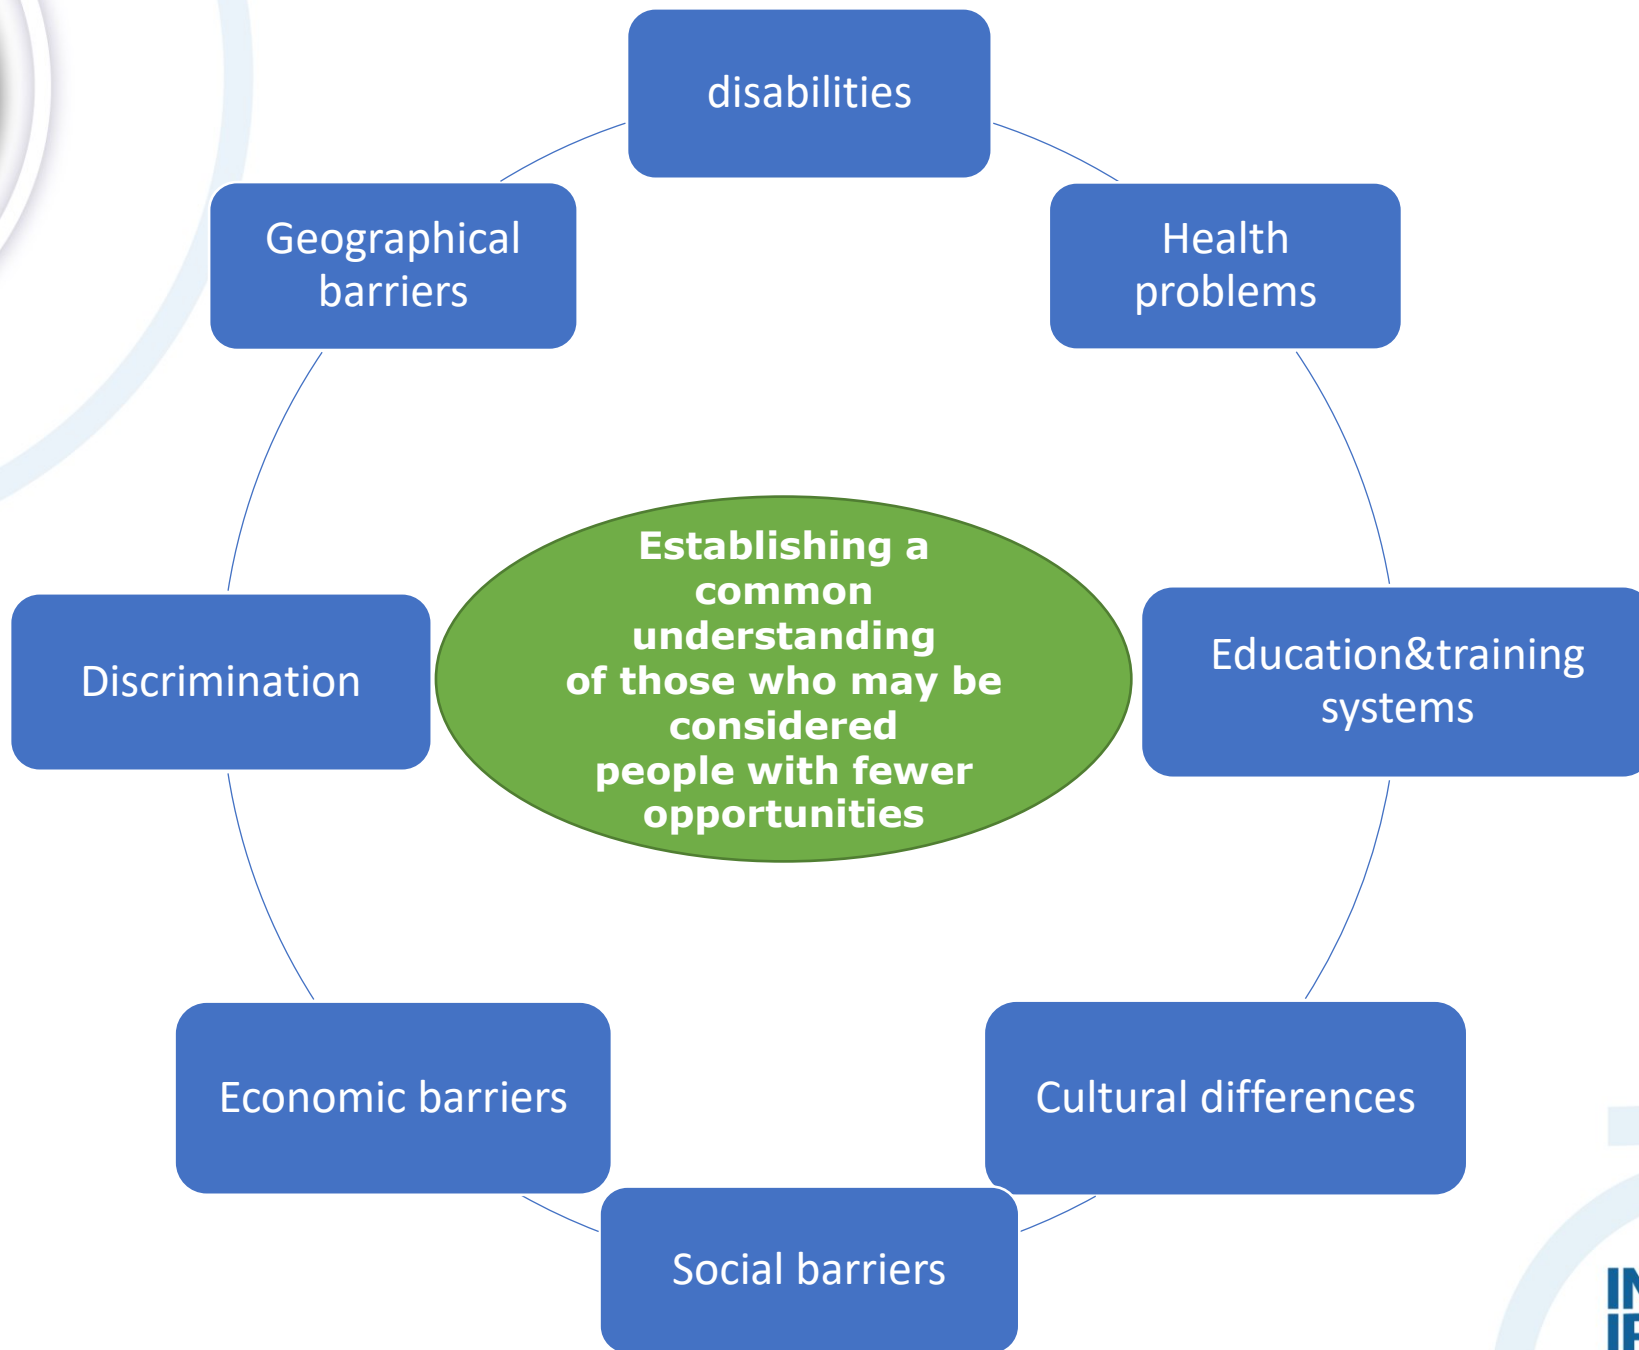 disabilities
Geographical
barriers
Health
problems
Establishing a
common
understanding
of those who may be
considered
people with fewer
opportunities
Discrimination
Education&training
systems
Economic barriers
Cultural differences
Social barriers